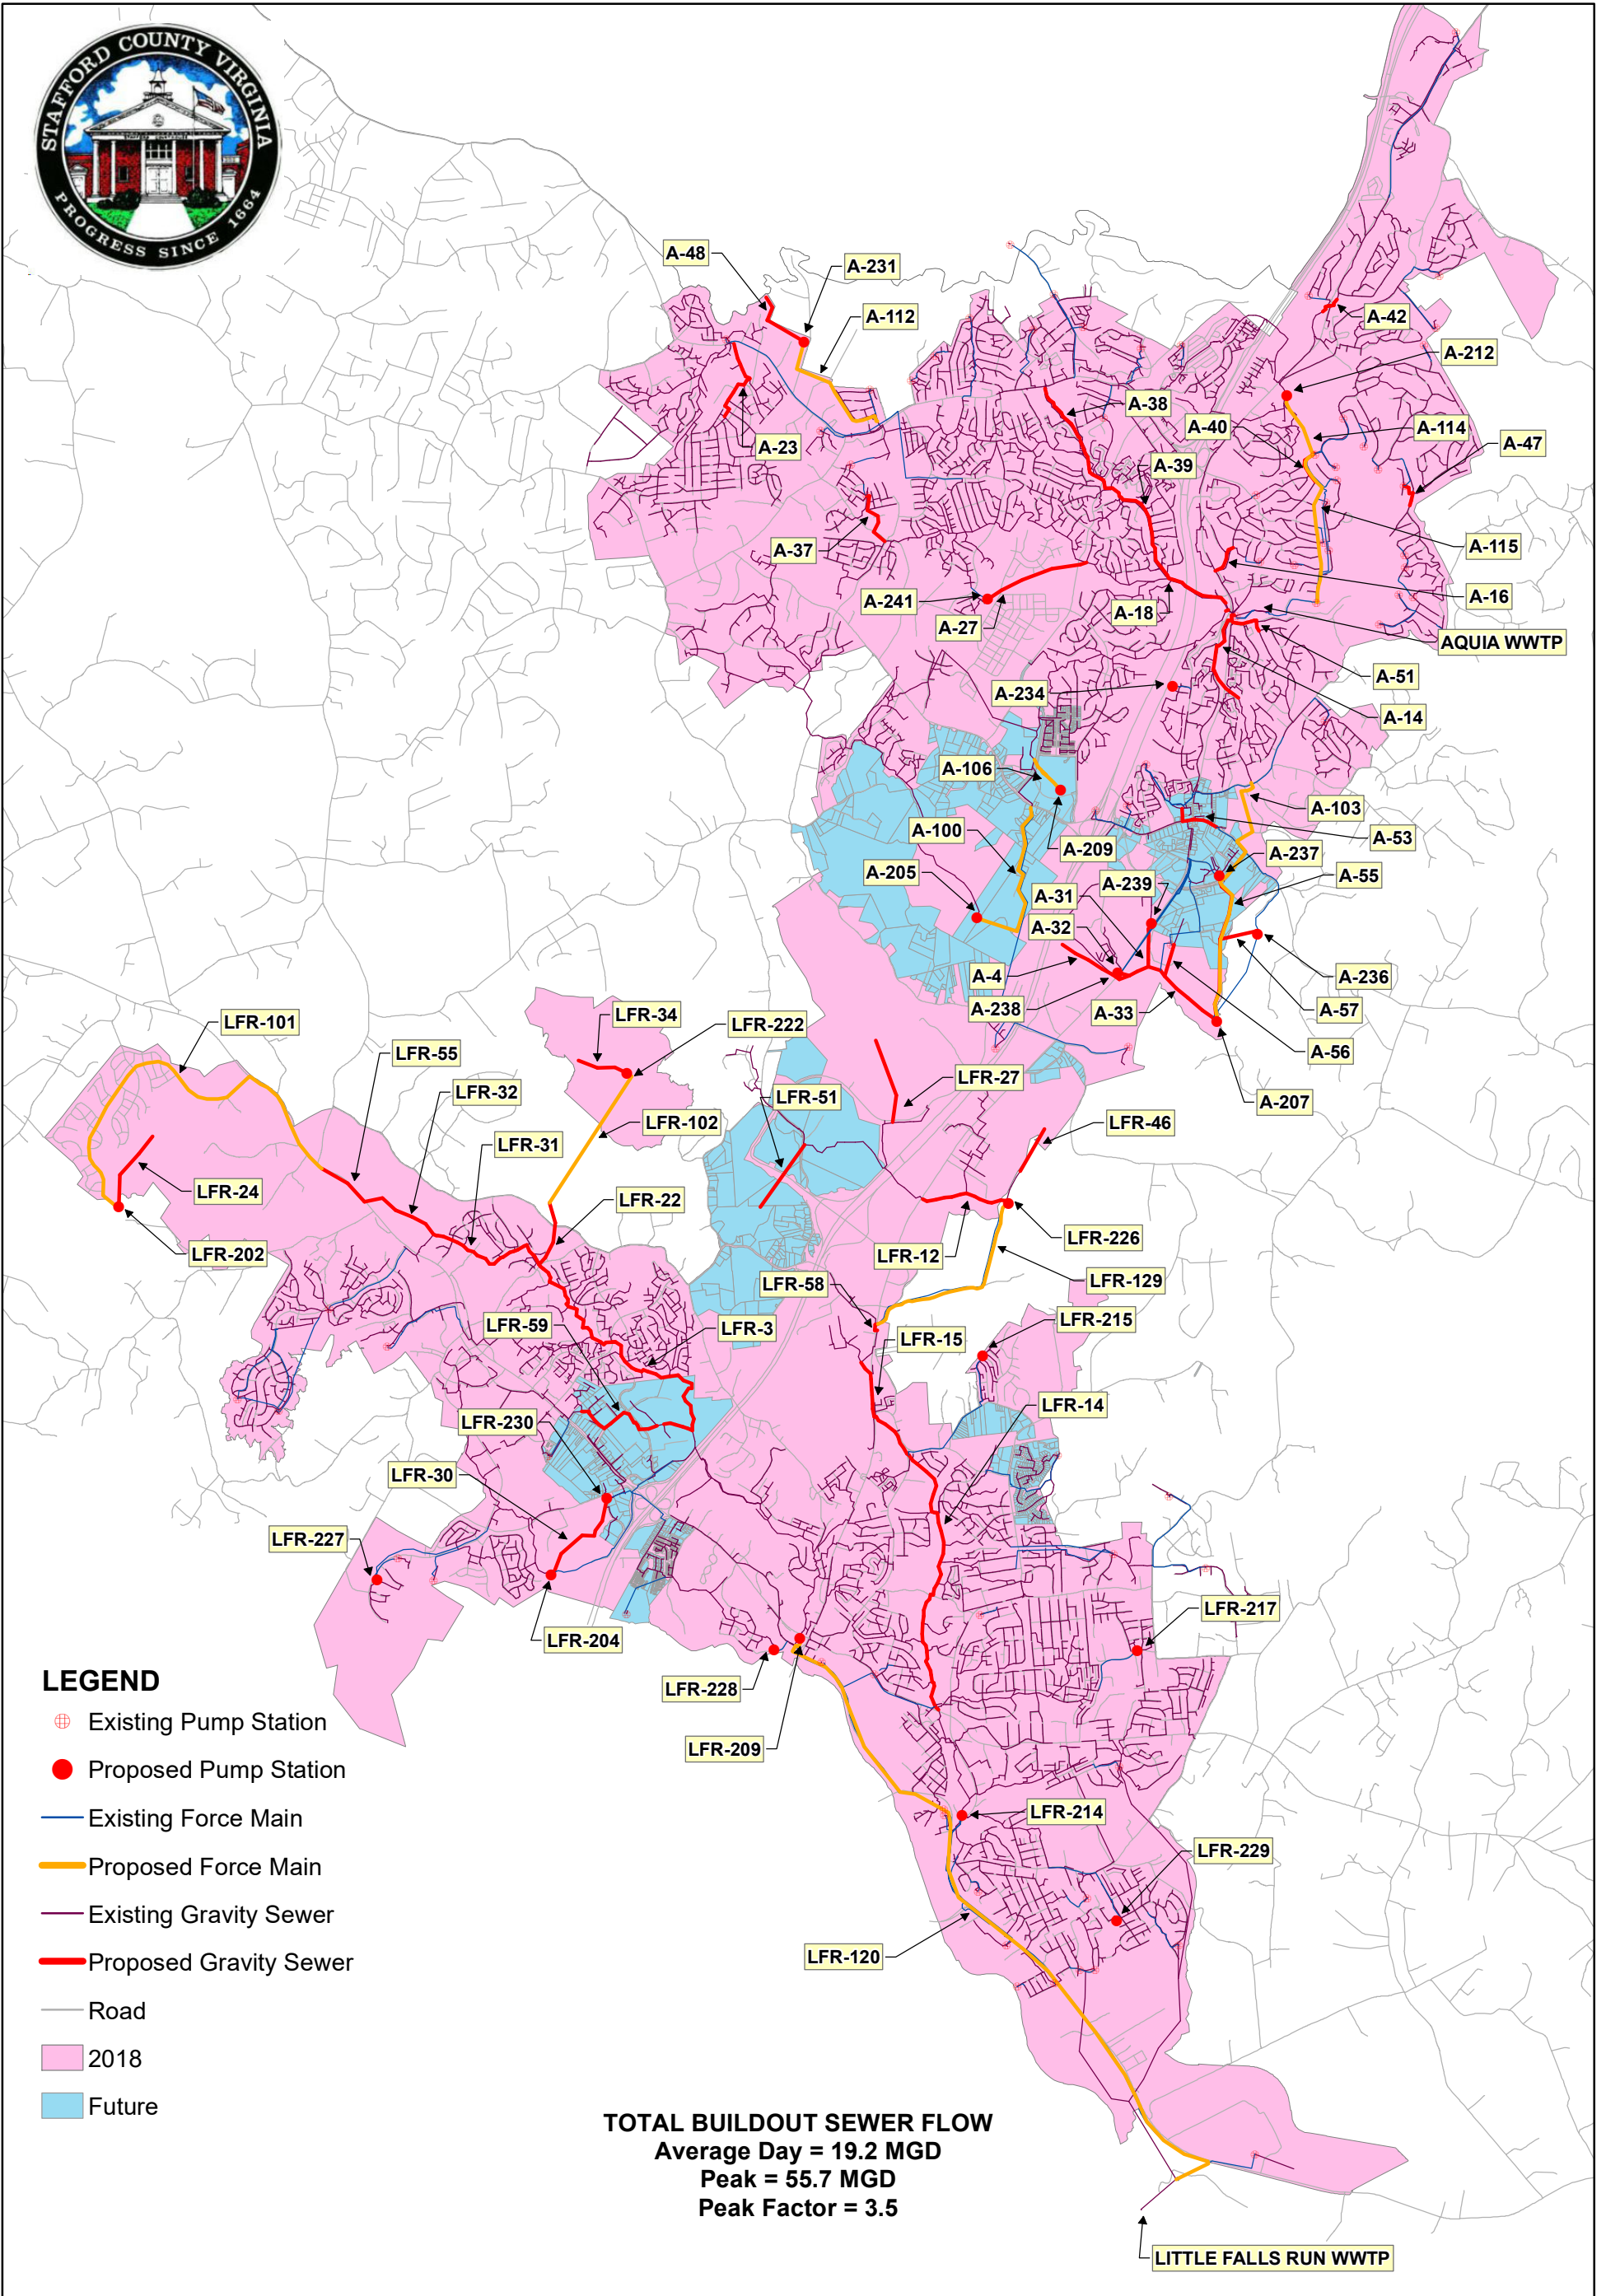 STAFFORD COUNTY VIRGINIA
PROGRESS SINCE 1664
A-48
A-231
A-112
A-42
A-212
A-38
A-40
A-114
A-47
A-23
A-39
A-37
A-115
A-241
A-27
A-18
A-16
AQUIA WWTP
A-51
A-234
A-14
A-106
A-103
A-100
A-209
A-53
A-237
A-205
A-239
A-55
A-31
A-32
A-4
A-236
A-238
A-33
A-57
A-56
A-207
LFR-101
LFR-34
LFR-222
LFR-55
LFR-32
LFR-27
LFR-51
LFR-102
LFR-46
LFR-31
LFR-24
LFR-22
LFR-202
LFR-12
LFR-226
LFR-58
LFR-129
LFR-59
LFR-3
LFR-15
LFR-215
LFR-230
LFR-14
LFR-30
LFR-227
LFR-204
LFR-217
LFR-228
LFR-209
LFR-214
LFR-229
LFR-120
LEGEND
Existing Pump Station
Proposed Pump Station
Existing Force Main
Proposed Force Main
Existing Gravity Sewer
Proposed Gravity Sewer
Road
2018
Future
TOTAL BUILDOUT SEWER FLOW
Average Day = 19.2 MGD
Peak = 55.7 MGD
Peak Factor = 3.5
LITTLE FALLS RUN WWTP